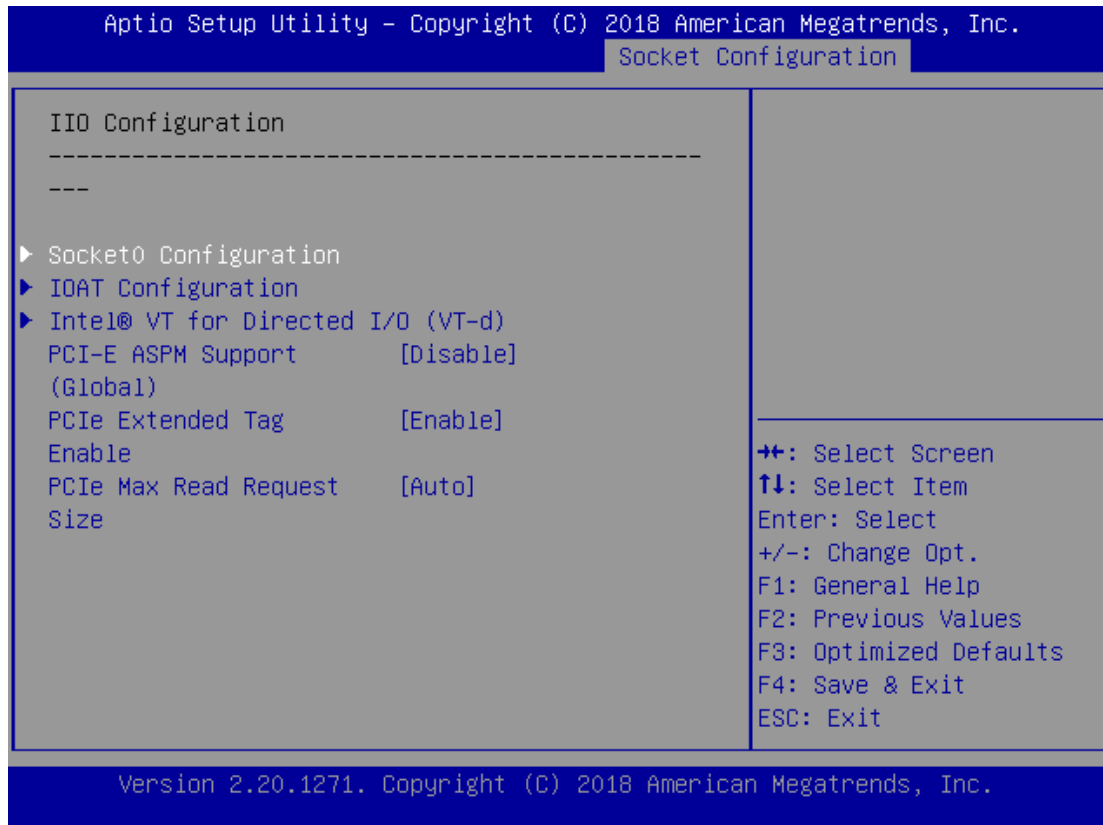 Aptio Setup Utility – Copyright (C) 2018 American Megatrends, Inc.
Socket Configuration
IIO Configuration
-----------------------------------------------
---
Socket0 Configuration
IOAT Configuration
Intel® VT for Directed I/O (VT-d)
PCI-E ASPM Support [Disable]
(Global)
PCIe Extended Tag [Enable]
Enable
PCIe Max Read Request [Auto]
Size
→←: Select Screen
↑↓: Select Item
Enter: Select
+/-: Change Opt.
F1: General Help
F2: Previous Values
F3: Optimized Defaults
F4: Save & Exit
ESC: Exit
Version 2.20.1271. Copyright (C) 2018 American Megatrends, Inc.